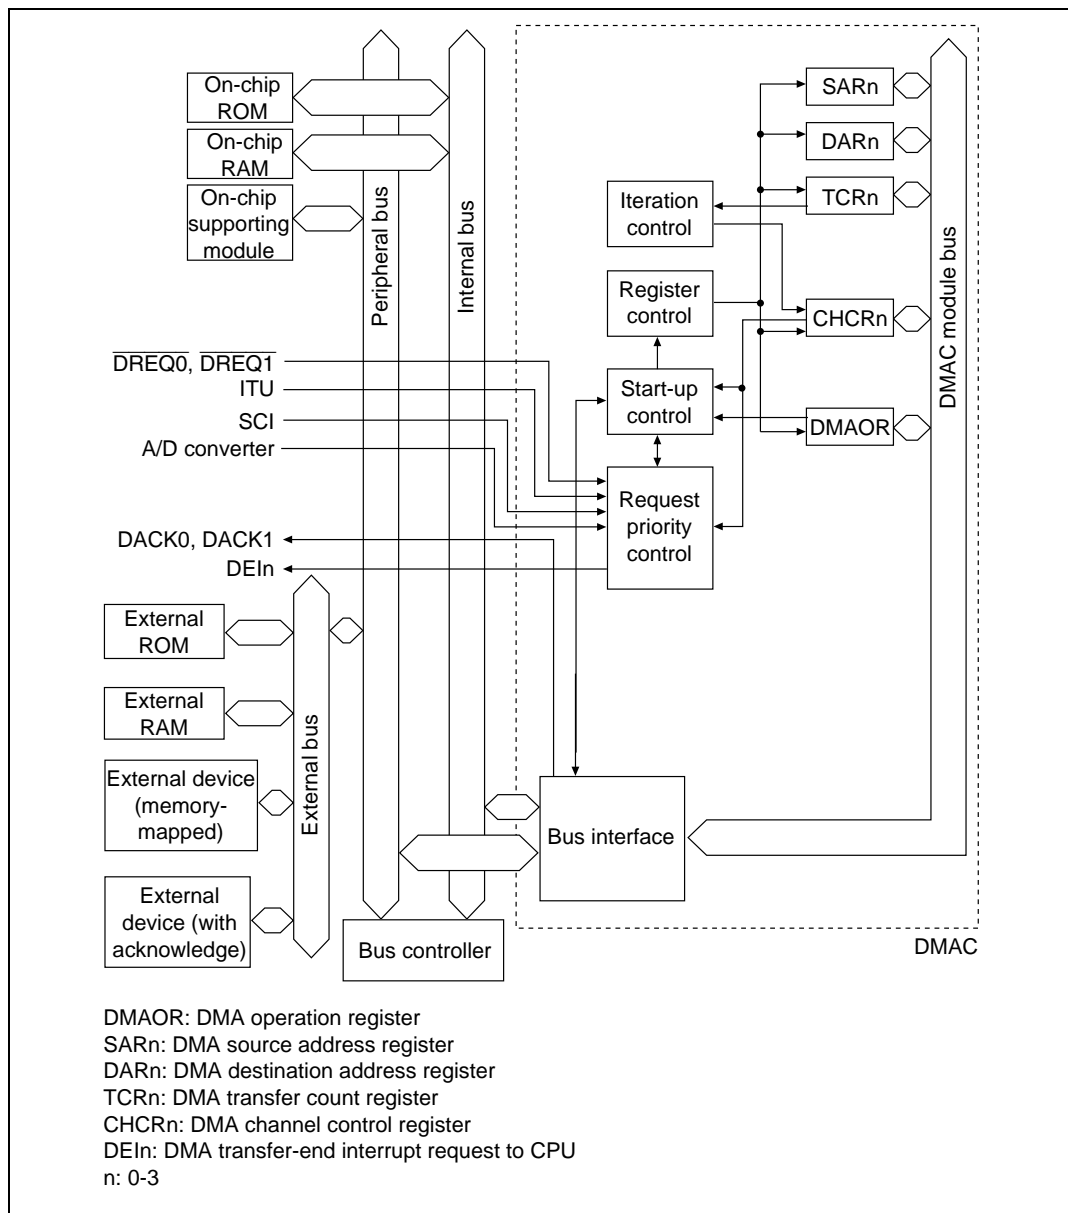 On-chip
ROM
On-chip
RAM
On-chip
supporting
module
Peripheral bus
Internal bus
SARn
DARn
TCRn
Iteration
control
Register
control
CHCRn
Start-up
control
DMAOR
Request
priority
control
DMAC module bus
DREQ0, DREQ1
ITU
SCI
A/D converter
DACK0, DACK1
DEIn
External
ROM
External
RAM
External device
(memory-
mapped)
External
device (with
acknowledge)
External bus
Bus interface
Bus controller
DMAC
DMAOR: DMA operation register
SARn: DMA source address register
DARn: DMA destination address register
TCRn: DMA transfer count register
CHCRn: DMA channel control register
DEIn: DMA transfer-end interrupt request to CPU
n: 0-3